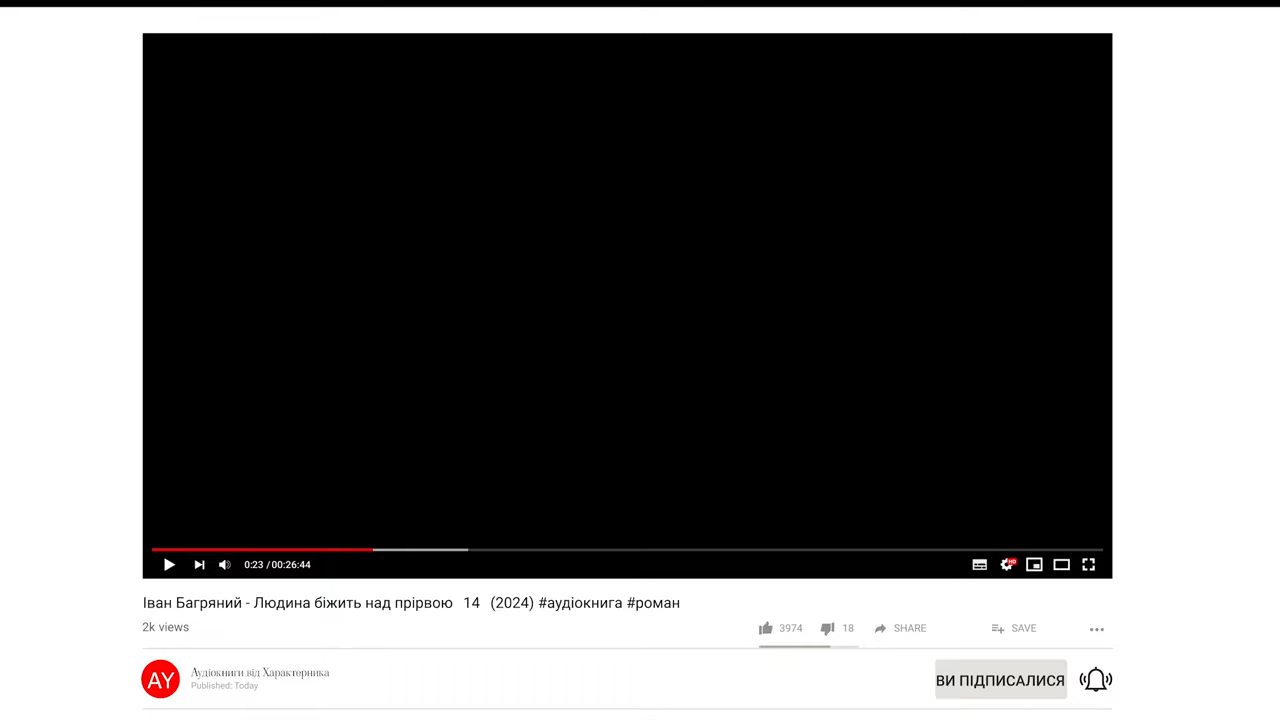 HD
0:23 / 00:26:44
Іван Багряний - Людина біжить над прірвою 14 (2024) #аудіокнига #роман
2k views
3974 18 SHARE SAVE
AY
Аудіокниги від Характерника
Published: Today
ВИ ПІДПИСАЛИСЯ